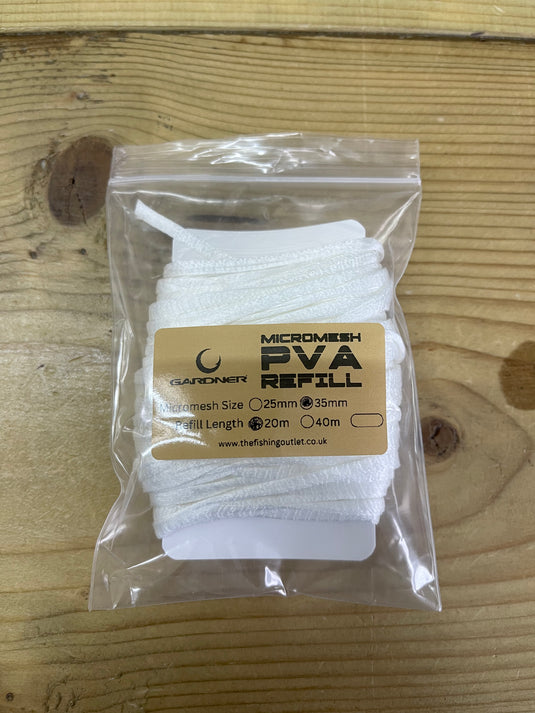 GARDNER
MICROMESH
PVA
REFILL
Micromesh Size 25mm 35mm
Refill Length 20m 40m
www.thefishingoutlet.co.uk